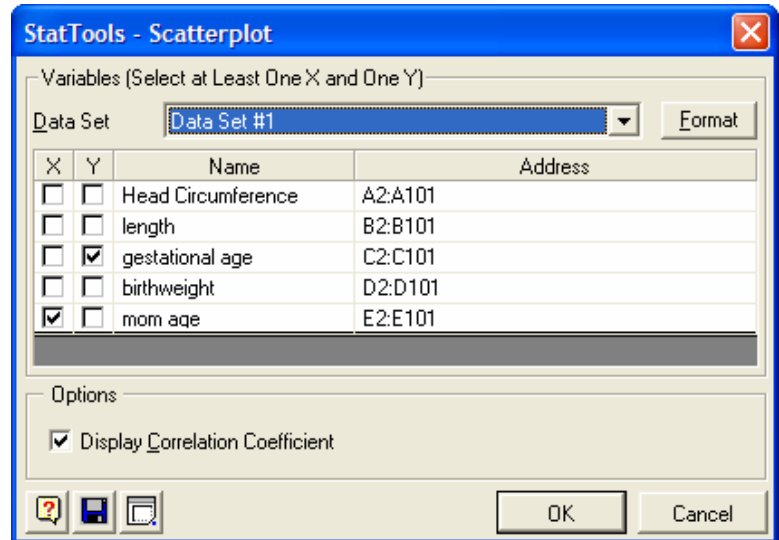 StatTools - Scatterplot
Variables (Select at Least One X and One Y)
Data Set Data Set #1 Format
X Y Name Address
Head Circumference A2:A101
length B2:B101
gestational age C2:C101
birthweight D2:D101
mom age E2:E101
Options
Display Correlation Coefficient
OK Cancel